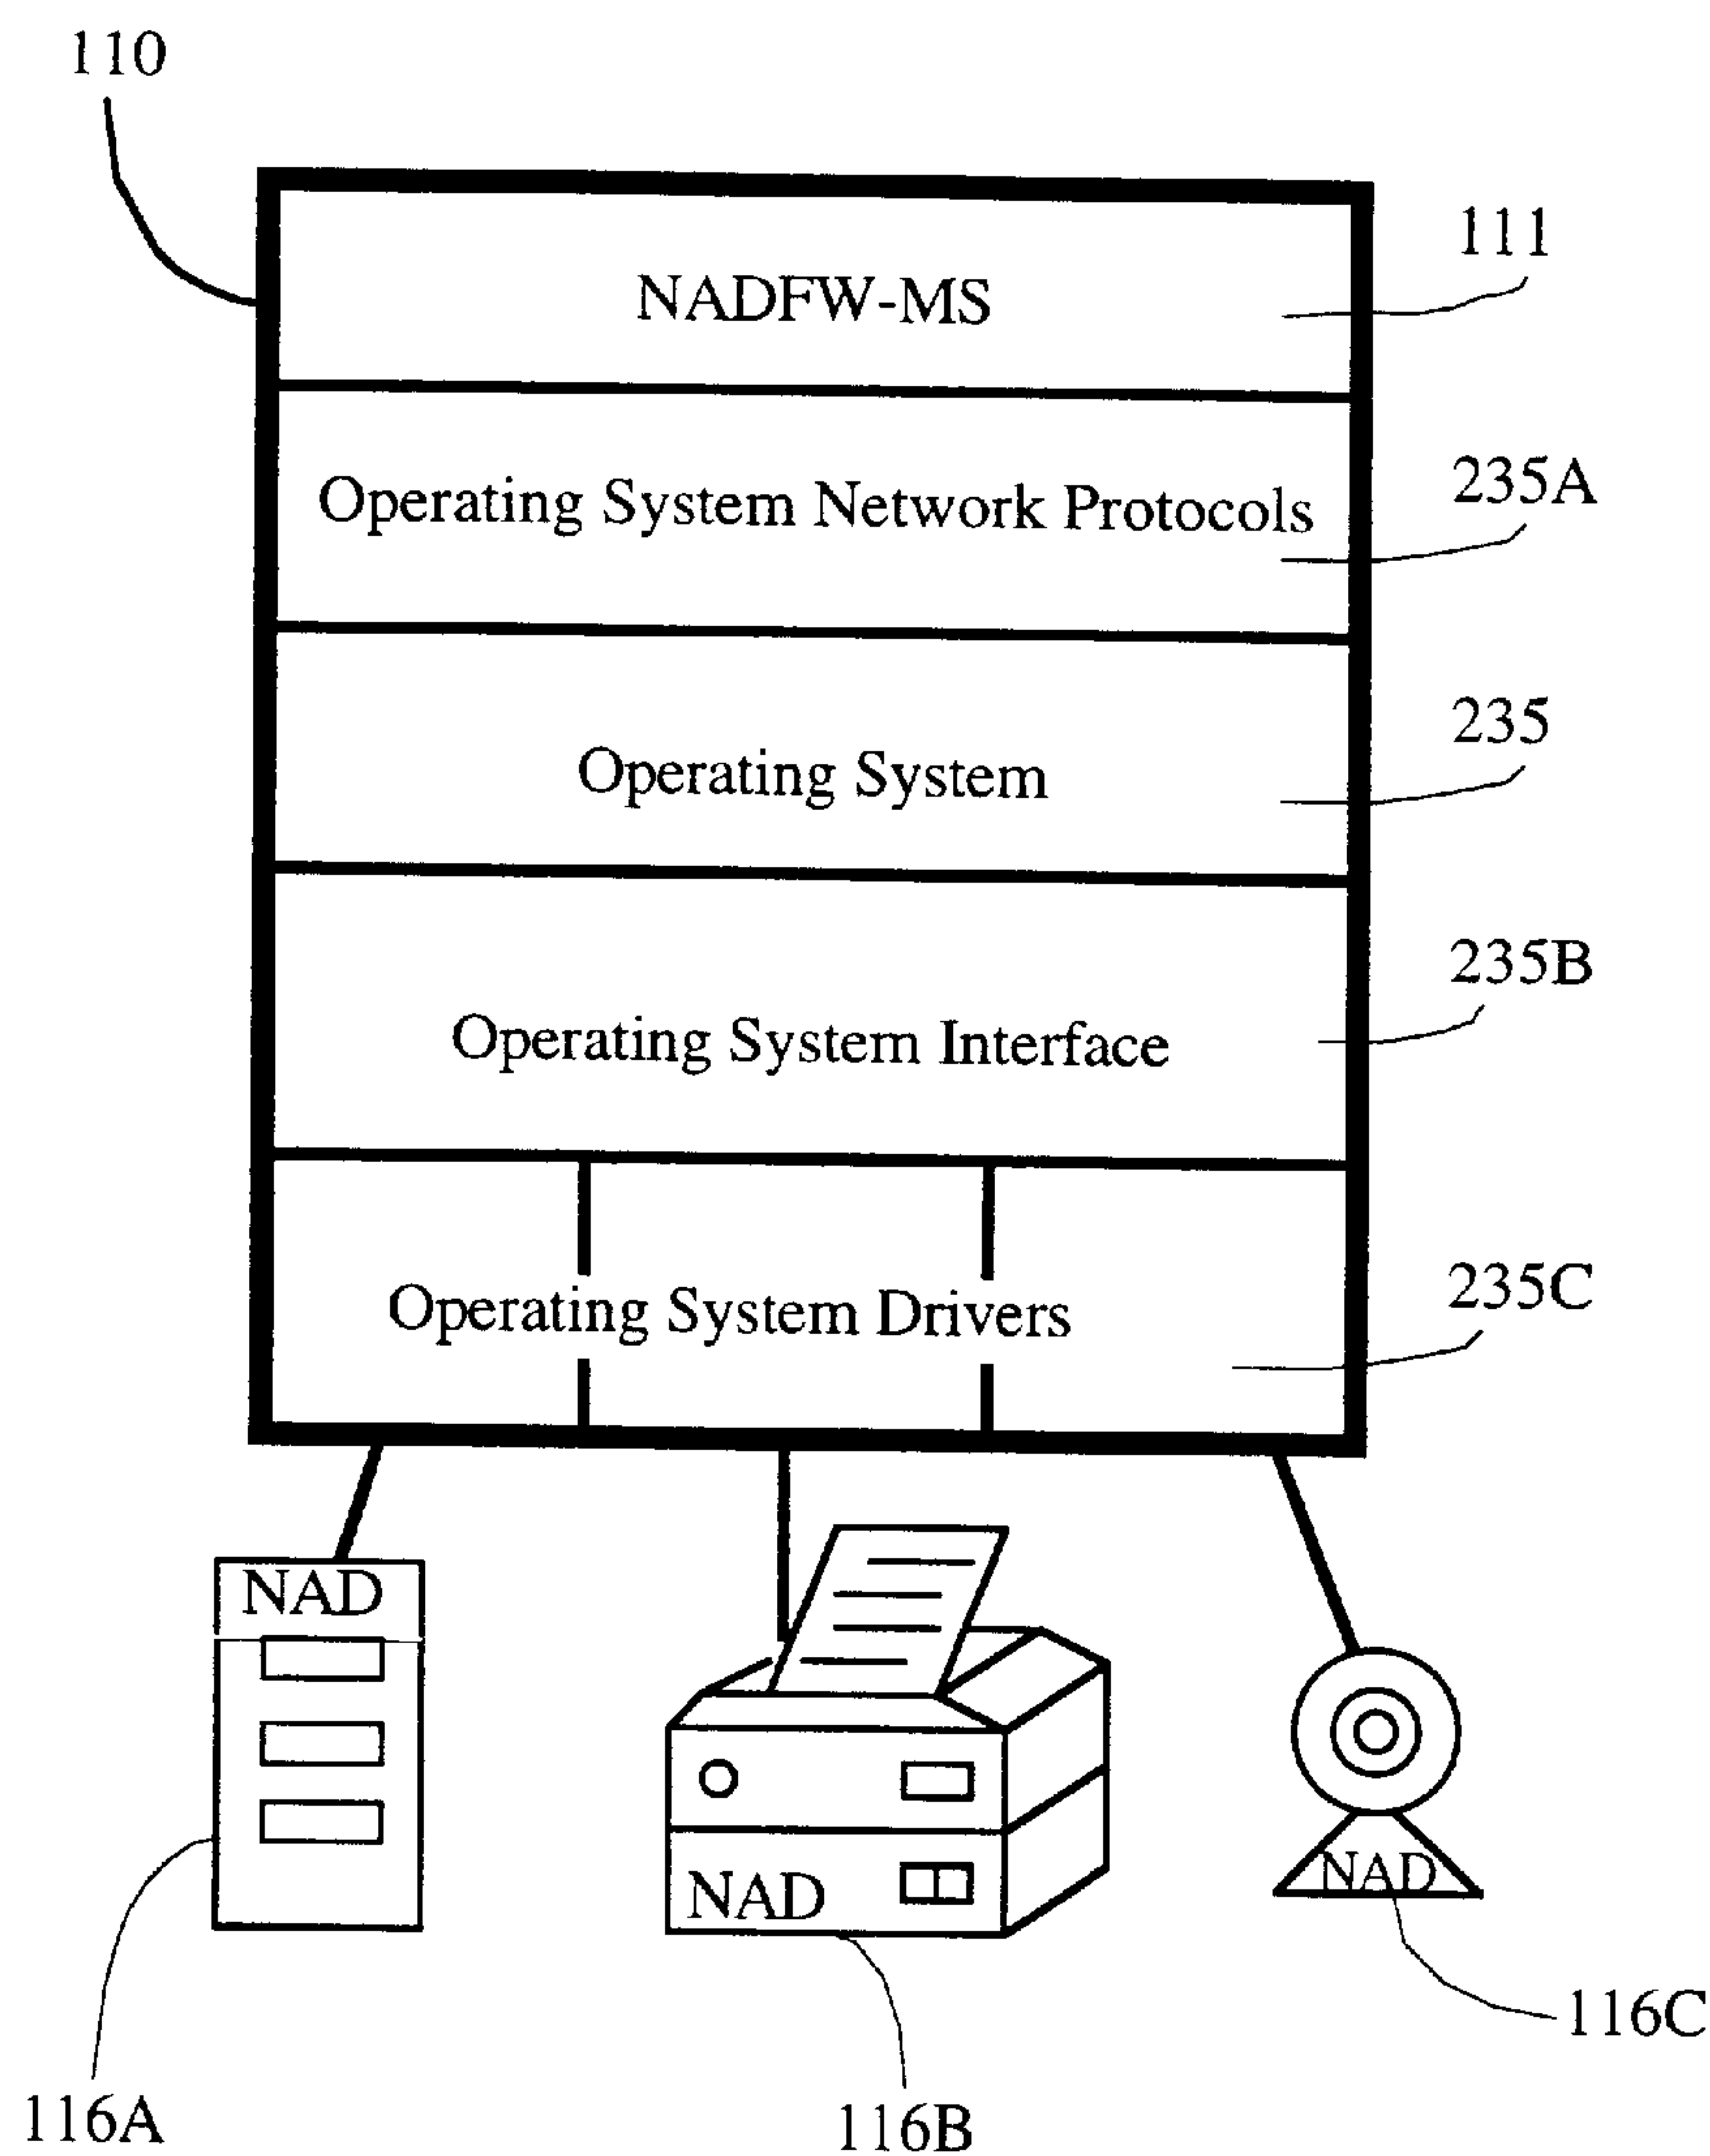 110
NADFW-MS
111
Operating System Network Protocols
235A
Operating System
235
Operating System Interface
235B
Operating System Drivers
235C
NAD
NAD
NAD
116A
116B
116C